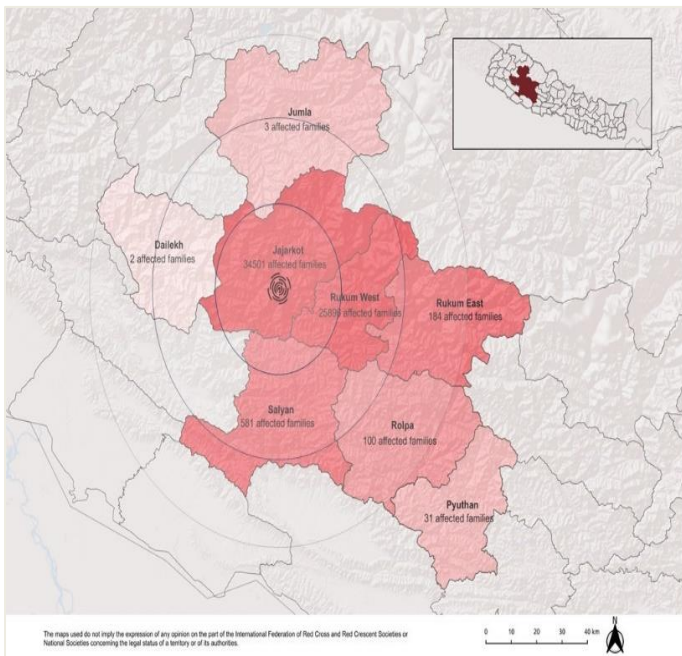 Jumla
3 affected families
Dailekh
2 affected families
Jajarkot
34501 affected families
Rukum West
affected families
Rukum East
184 affected families
Salyan
581 affected families
Rolpa
100 affected families
Pyuthan
31 affected families
The maps used do not imply the expression of any opinion on the part of the International Federation of Red Cross and Red Crescent Societies or
National Societies concerning the legal status of a territory or of its authorities.
0 10 20 30 40 km
N